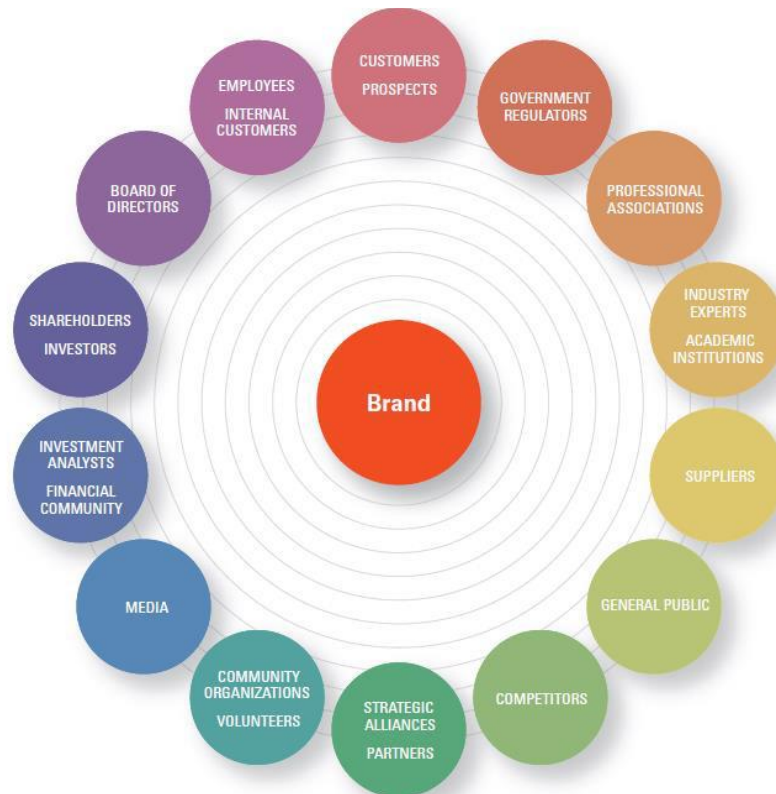 CUSTOMERS
PROSPECTS
GOVERNMENT
REGULATORS
PROFESSIONAL
ASSOCIATIONS
INDUSTRY
EXPERTS
ACADEMIC
INSTITUTIONS
SUPPLIERS
GENERAL PUBLIC
COMPETITORS
STRATEGIC
ALLIANCES
PARTNERS
COMMUNITY
ORGANIZATIONS
VOLUNTEERS
MEDIA
INVESTMENT
ANALYSTS
FINANCIAL
COMMUNITY
SHAREHOLDERS
INVESTORS
BOARD OF
DIRECTORS
EMPLOYEES
INTERNAL
CUSTOMERS
Brand